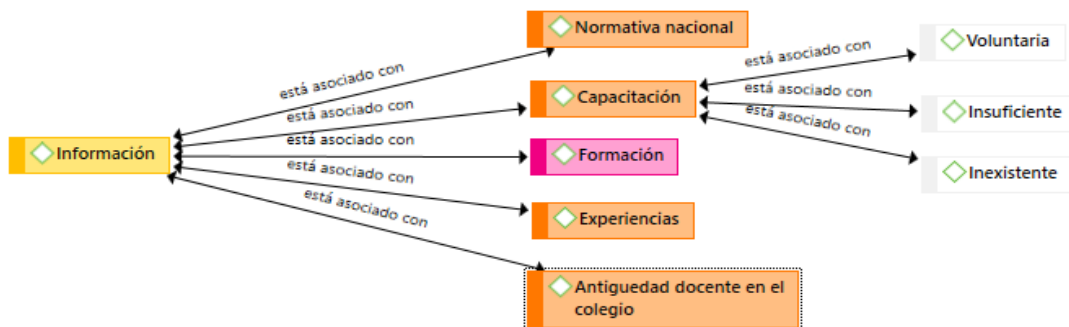 Normativa nacional
Voluntaria
está asociado con
está asociado con
Capacitación
está asociado con
está asociado con
Insuficiente
está asociado con
Información
está asociado con
Formación
está asociado con
Inexistente
Experiencias
está asociado con
Antiguedad docente en el
colegio